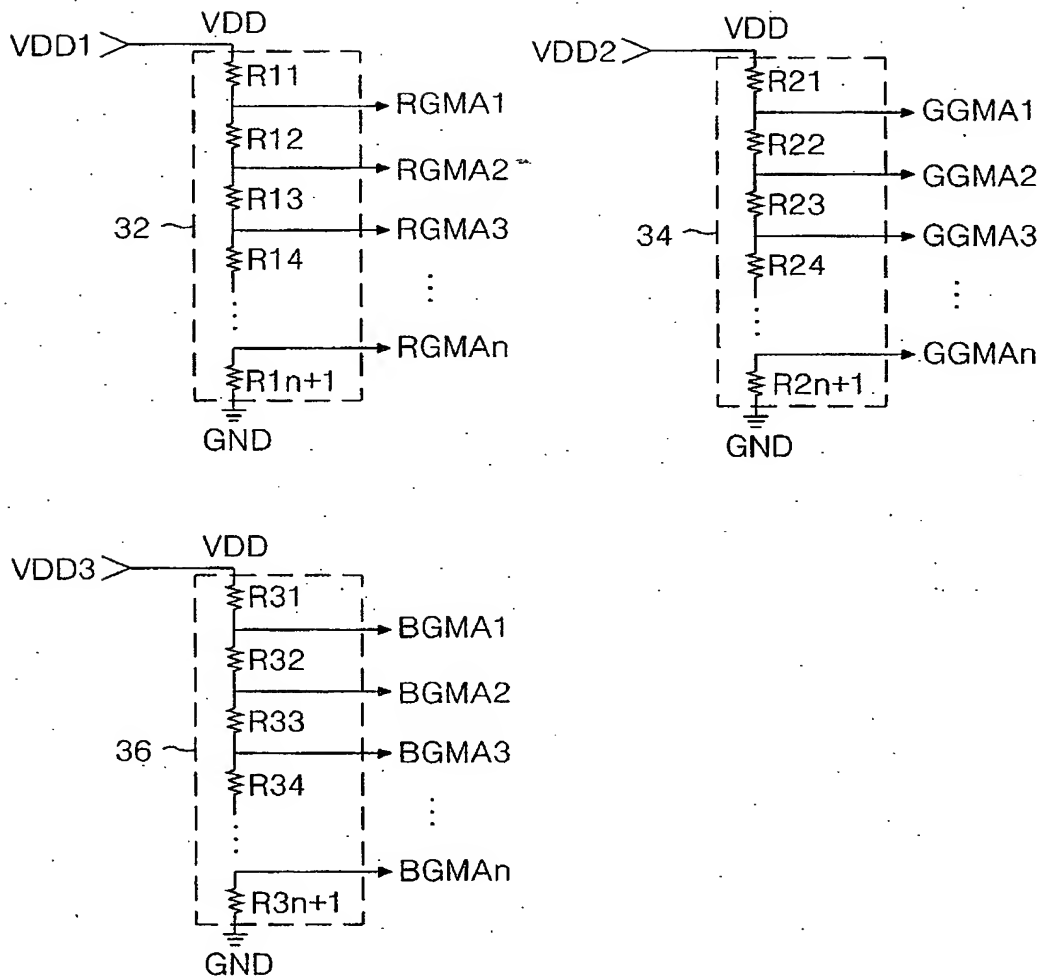 VDD
VDD1
R11
RGMA1
R12
RGMA2
R13
32
RGMA3
R14
RGMAn
R1n+1
GND
VDD
VDD2
R21
GGMA1
R22
GGMA2
R23
34
GGMA3
R24
GGMAn
R2n+1
GND
VDD
VDD3
R31
BGMA1
R32
BGMA2
R33
36
BGMA3
R34
BGMAn
R3n+1
GND